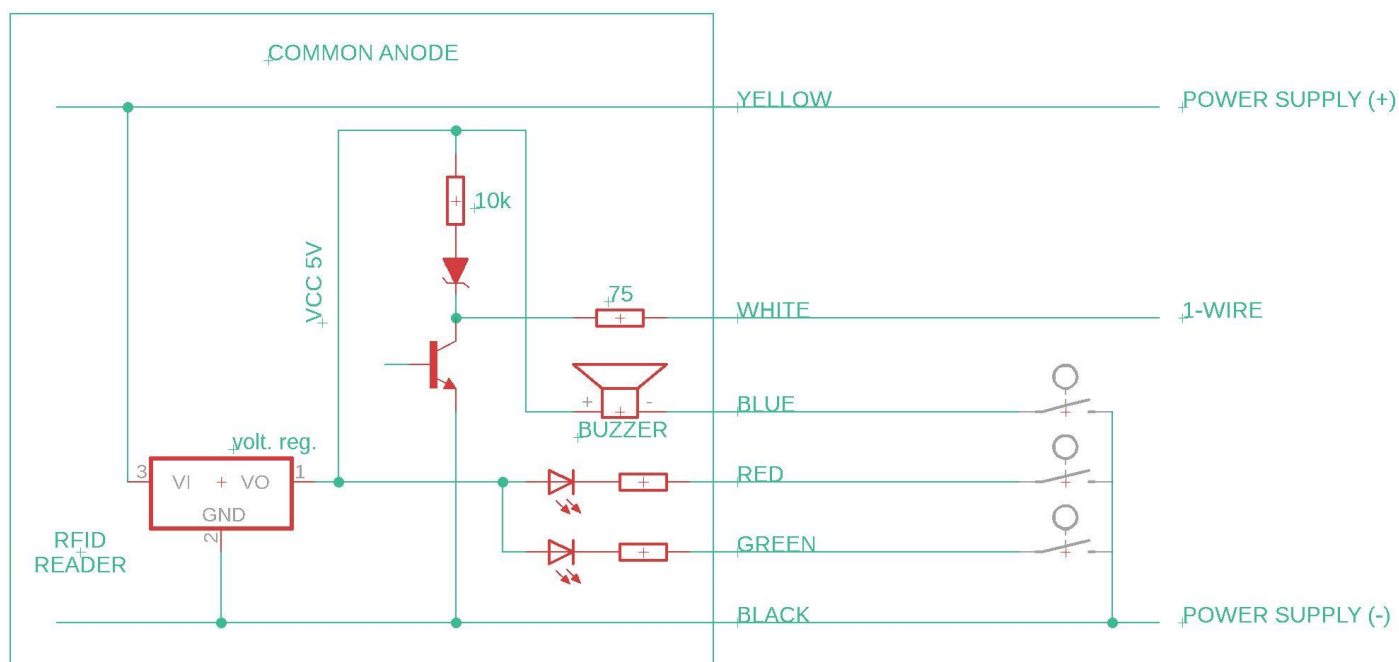 COMMON ANODE
YELLOW
POWER SUPPLY (+)
10k
VCC 5V
75
WHITE
1-WIRE
+
-
BLUE
BUZZER
volt. reg.
3
VI
VO
1
GND
2
RED
RFID
READER
GREEN
BLACK
POWER SUPPLY (-)